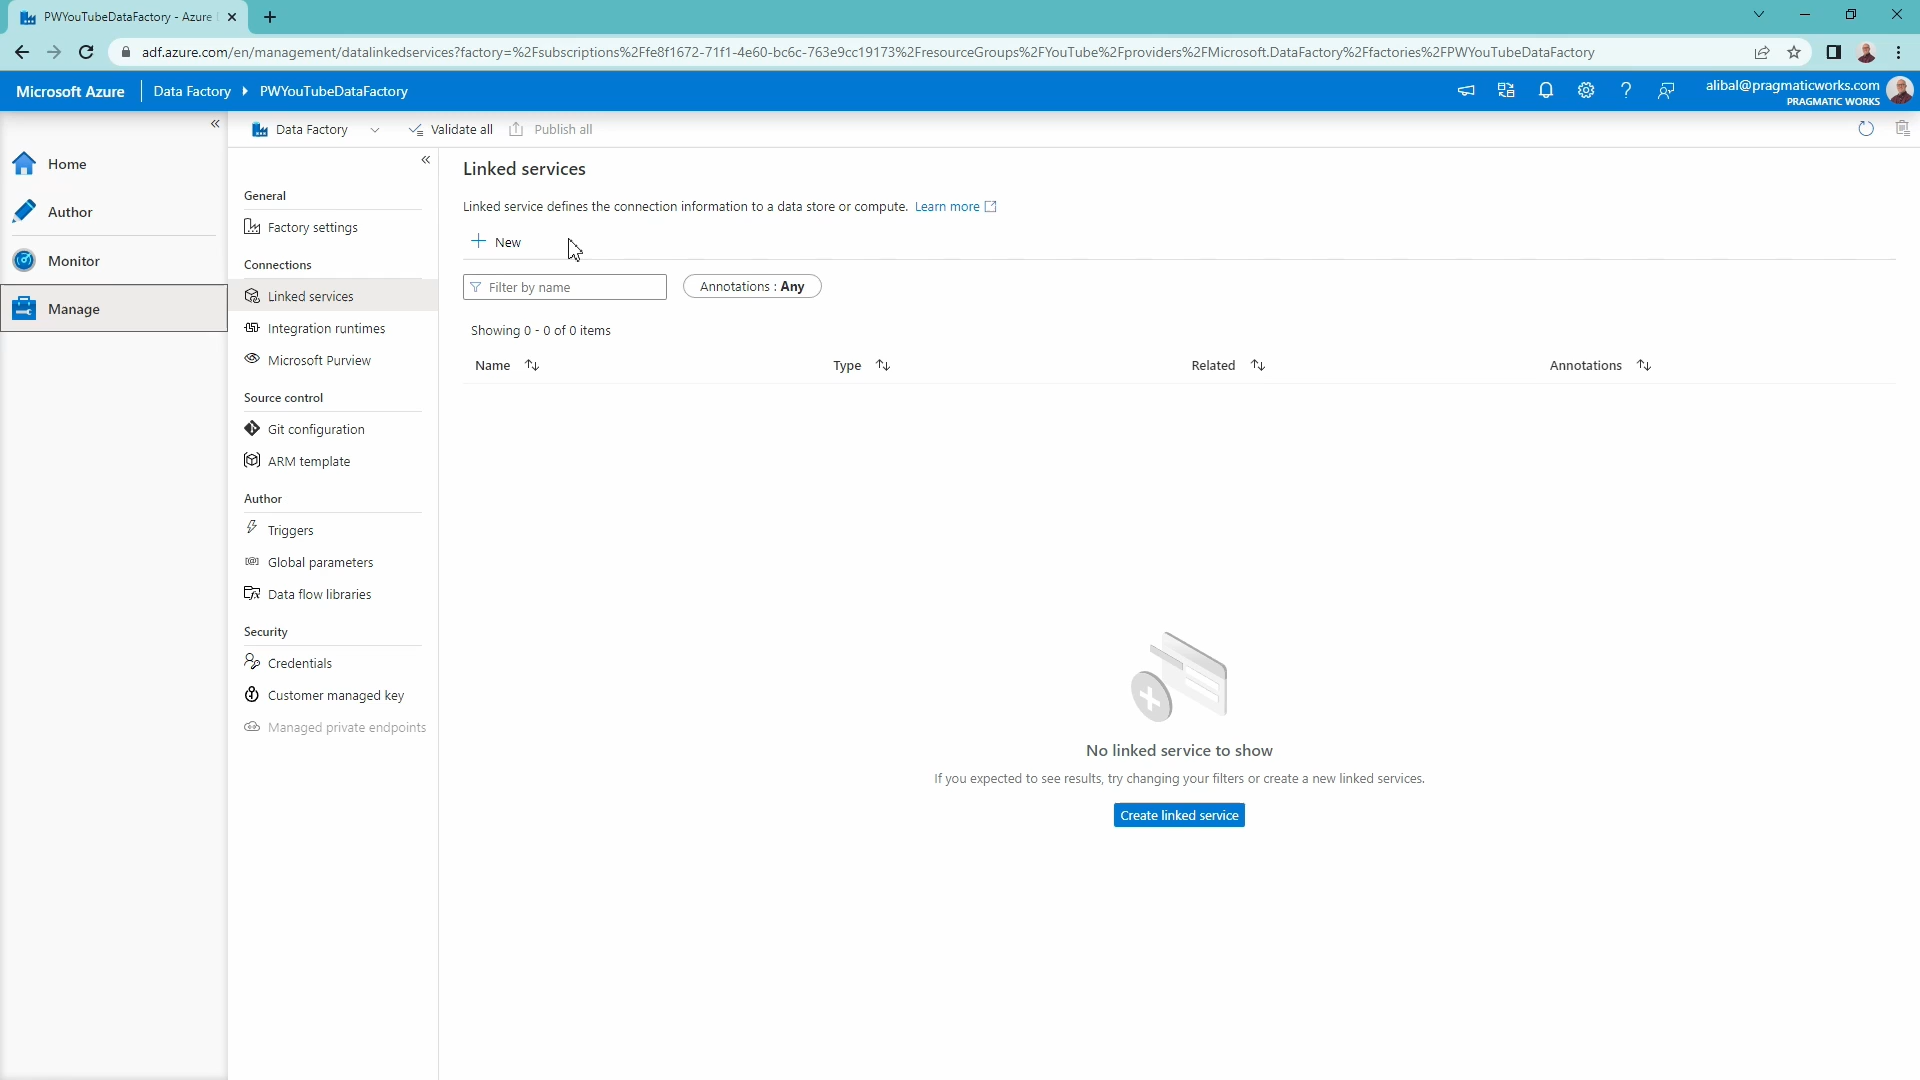 PWYouTubeDataFactory - Azure
adf.azure.com/en/management/datalinkedservices?factory=%2Fsubscriptions%2Ffe8f1672-71f1-4e60-bc6c-763e9cc19173%2FresourceGroups%2FYouTube%2Fproviders%2FMicrosoft.DataFactory%2Ffactories%2FPWYouTubeDataFactory
Microsoft Azure
Data Factory
PWYouTubeDataFactory
alibal@pragmaticworks.com
PRAGMATIC WORKS
Home
Author
Monitor
Manage
Data Factory
Validate all
Publish all
General
Factory settings
Connections
Linked services
Integration runtimes
Microsoft Purview
Source control
Git configuration
ARM template
Author
Triggers
Global parameters
Data flow libraries
Security
Credentials
Customer managed key
Managed private endpoints
Linked services
Linked service defines the connection information to a data store or compute. Learn more
New
Filter by name
Annotations : Any
Showing 0 - 0 of 0 items
Name
Type
Related
Annotations
No linked service to show
If you expected to see results, try changing your filters or create a new linked services.
Create linked service